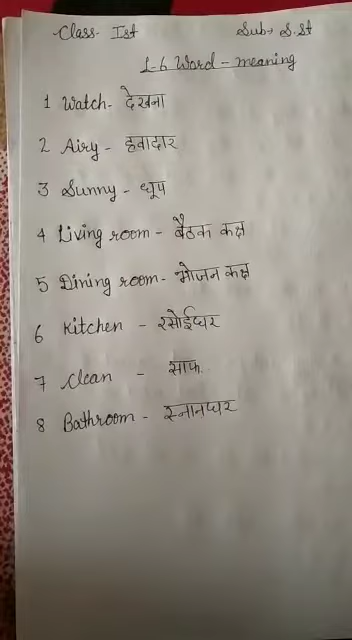 Class- Ist Sub→ S.St
L-6 Word - meaning
1 Watch- देखना
2 Airy - हवादार
3 Sunny - धूप
4 Living room - बैठक कक्ष
5 Dining room- भोजन कक्ष
6 Kitchen - रसोईघर
7 Clean - साफ
8 Bathroom - स्नानघर